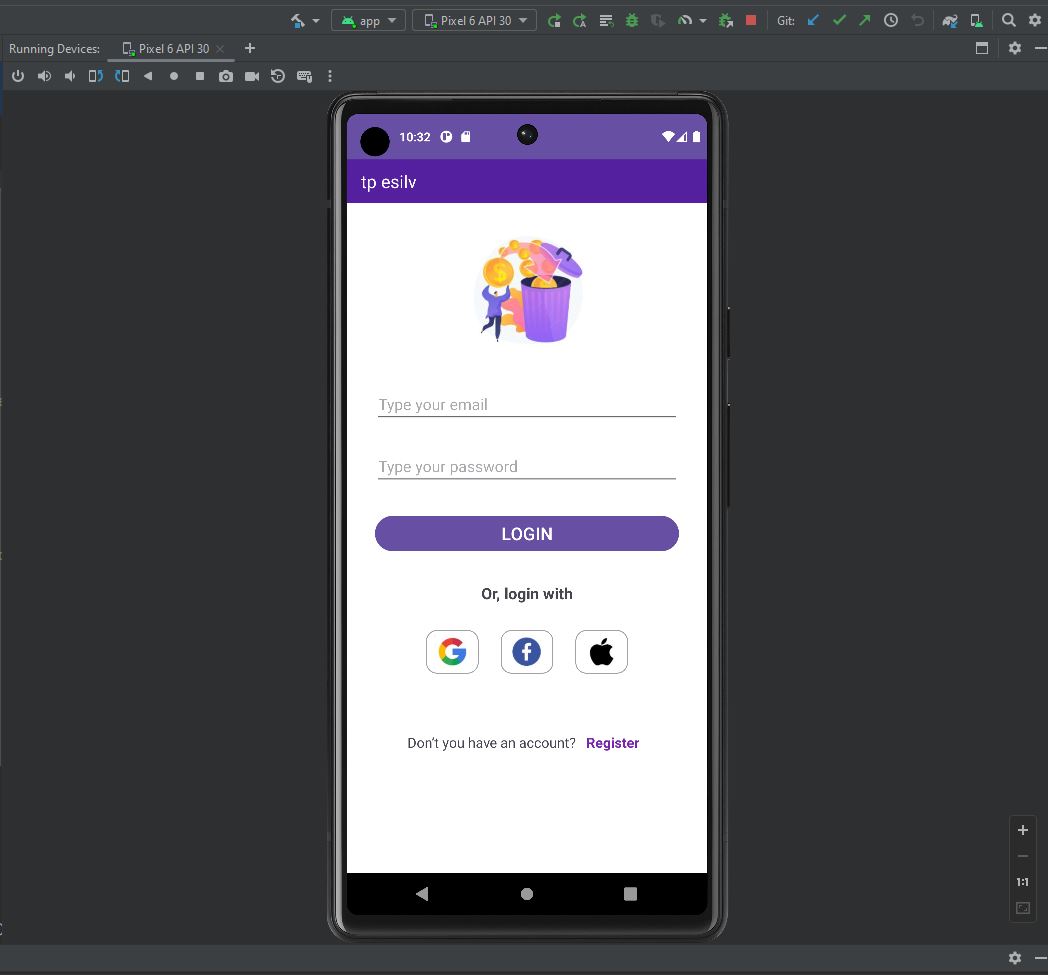 app Pixel 6 API 30 Git:
Running Devices: Pixel 6 API 30
10:32
tp esilv
Type your email
Type your password
LOGIN
Or, login with
Don't you have an account? Register
1:1